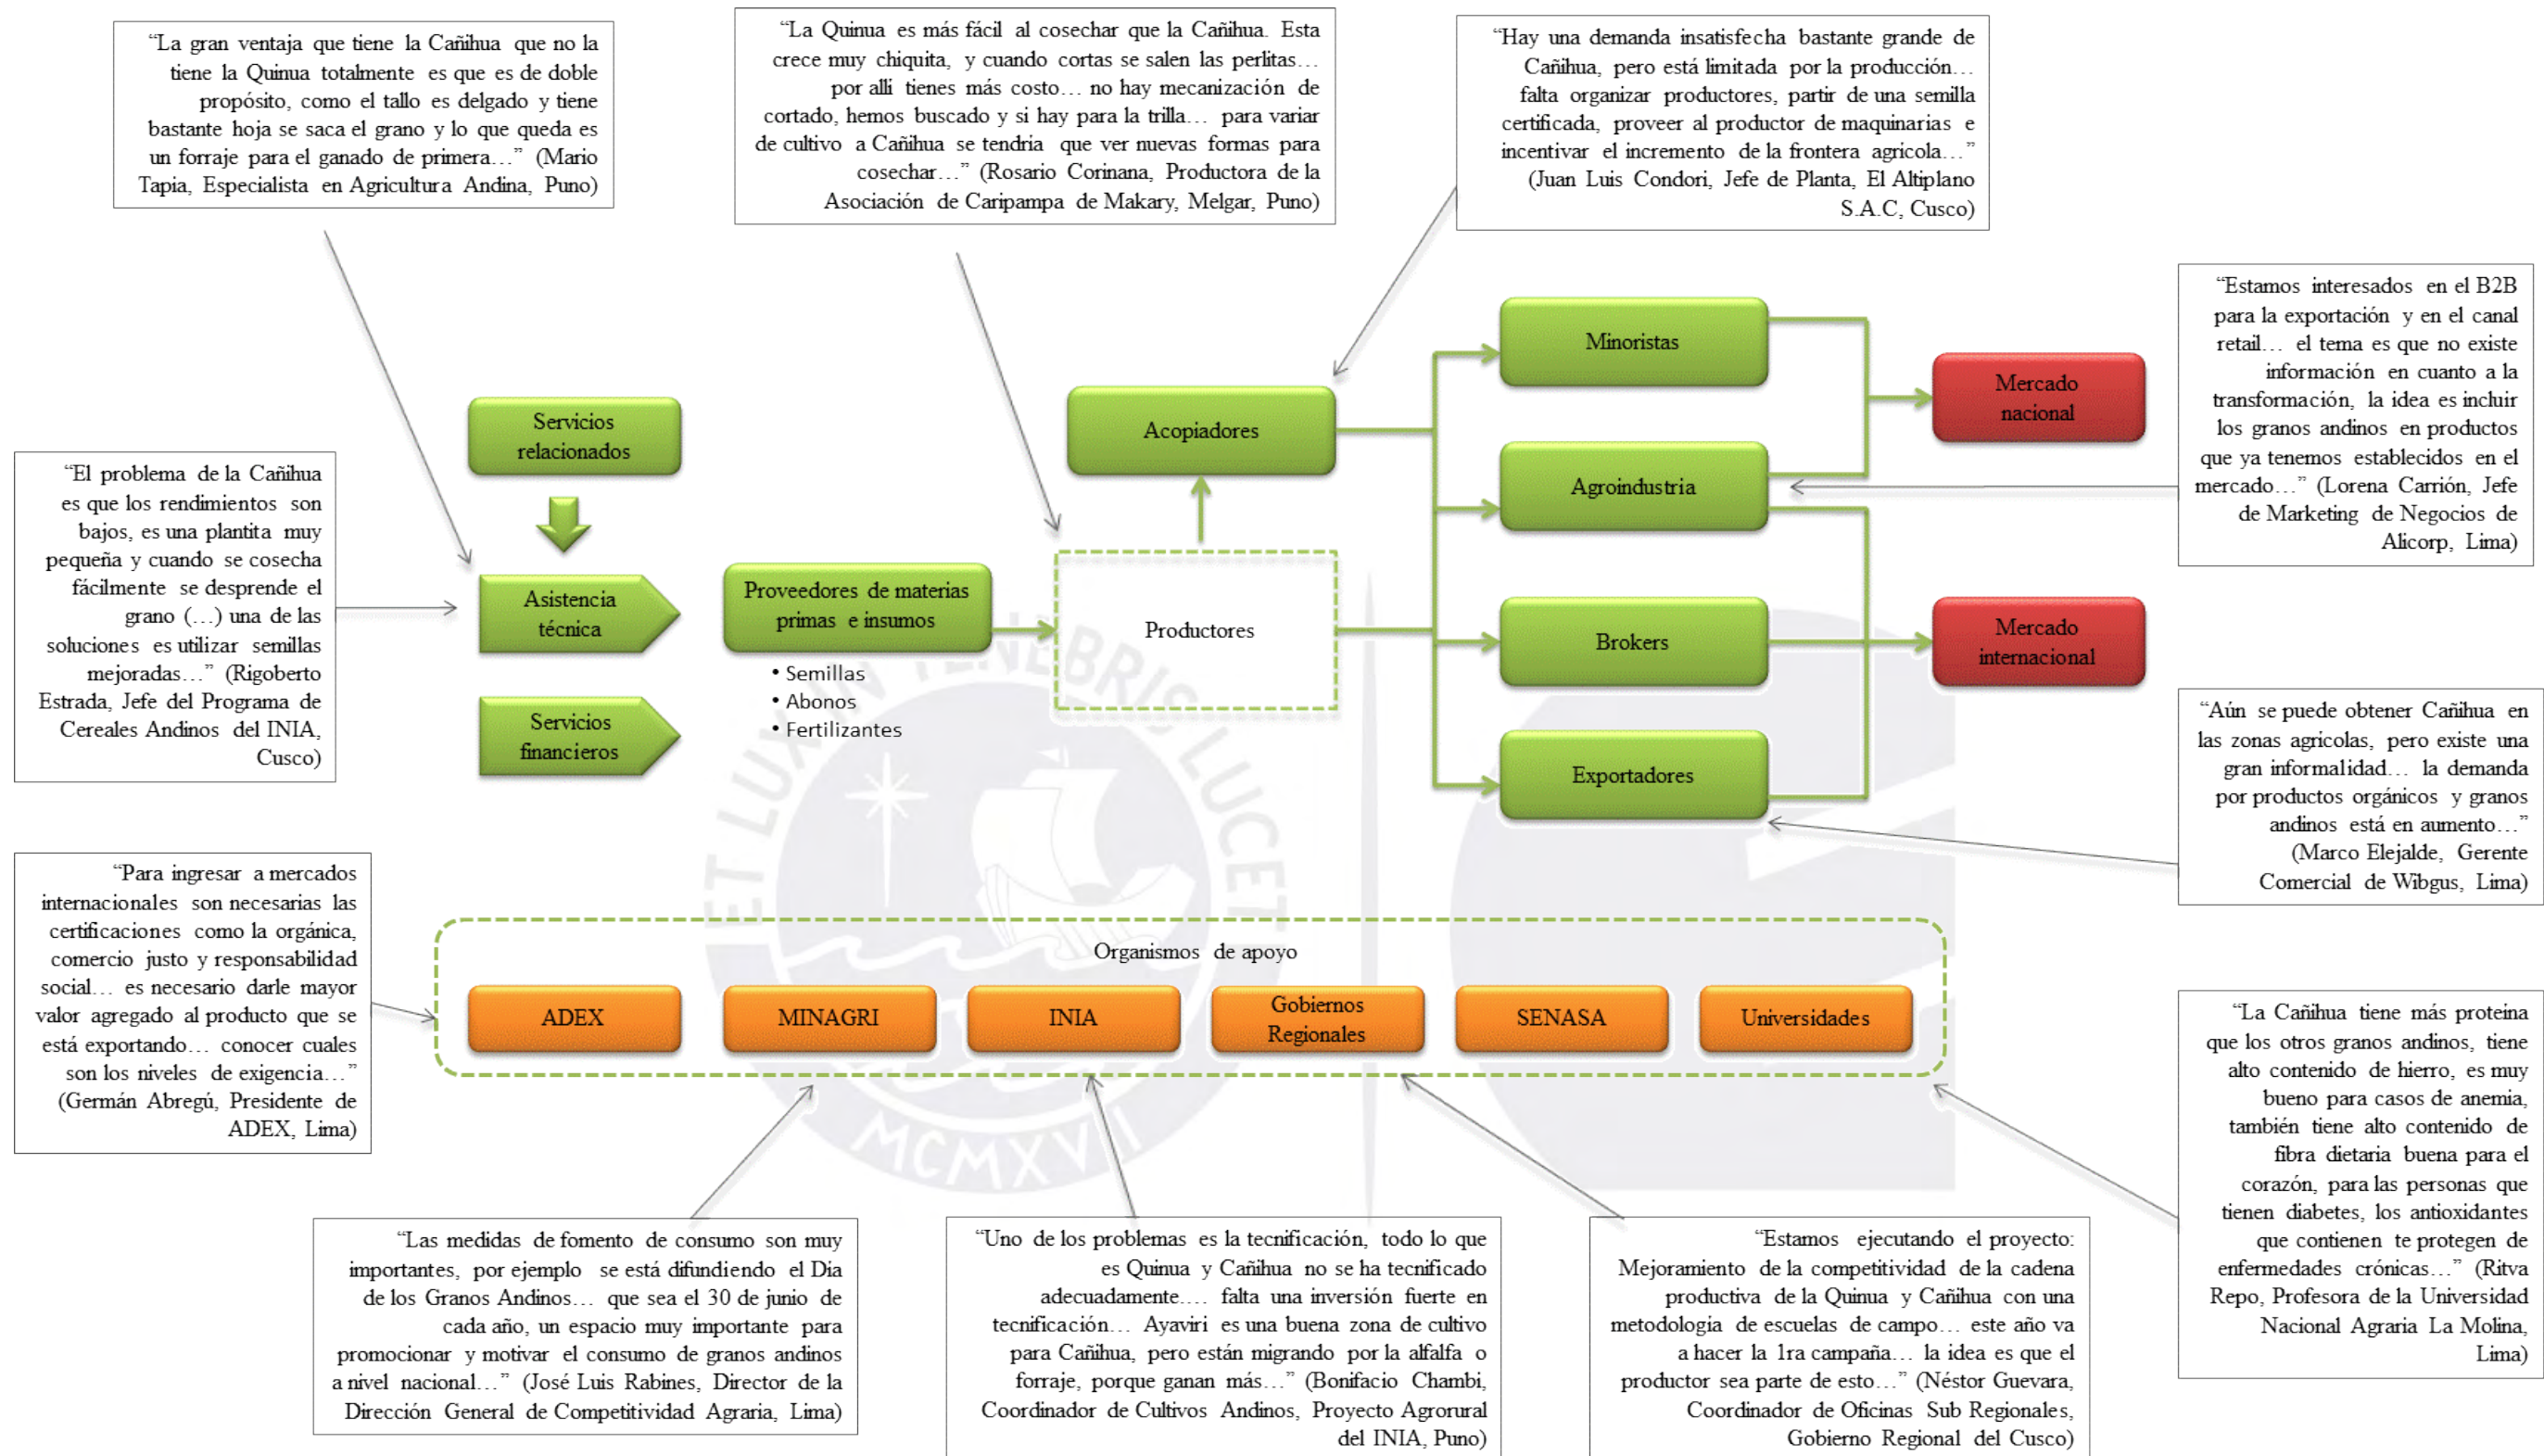 “La gran ventaja que tiene la Cañihua que no la
tiene la Quinua totalmente es que es de doble
propósito, como el tallo es delgado y tiene
bastante hoja se saca el grano y lo que queda es
un forraje para el ganado de primera…” (Mario
Tapia, Especialista en Agricultura Andina, Puno)
“La Quinua es más fácil al cosechar que la Cañihua. Esta
crece muy chiquita, y cuando cortas se salen las perlitas…
por allí tienes más costo… no hay mecanización de
cortado, hemos buscado y si hay para la trilla… para variar
de cultivo a Cañihua se tendria que ver nuevas formas para
cosechar…” (Rosario Corinana, Productora de la
Asociación de Caripampa de Makary, Melgar, Puno)
“Hay una demanda insatisfecha bastante grande de
Cañihua, pero está limitada por la producción…
falta organizar productores, partir de una semilla
certificada, proveer al productor de maquinarias e
incentivar el incremento de la frontera agricola…”
(Juan Luis Condori, Jefe de Planta, El Altiplano
S.A.C, Cusco)
“Estamos interesados en el B2B
para la exportación y en el canal
retail… el tema es que no existe
información en cuanto a la
transformación, la idea es incluir
los granos andinos en productos
que ya tenemos establecidos en el
mercado…” (Lorena Carrión, Jefe
de Marketing de Negocios de
Alicorp, Lima)
“El problema de la Cañihua
es que los rendimientos son
bajos, es una plantita muy
pequeña y cuando se cosecha
fácilmente se desprende el
grano (…) una de las
soluciones es utilizar semillas
mejoradas…” (Rigoberto
Estrada, Jefe del Programa de
Cereales Andinos del INIA,
Cusco)
Servicios
relacionados
Asistencia
técnica
Servicios
financieros
Proveedores de materias
primas e insumos
• Semillas
• Abonos
• Fertilizantes
Acopiadores
Productores
Minoristas
Agroindustria
Brokers
Exportadores
Mercado
nacional
Mercado
internacional
“Aún se puede obtener Cañihua en
las zonas agricolas, pero existe una
gran informalidad… la demanda
por productos orgánicos y granos
andinos está en aumento…”
(Marco Elejalde, Gerente
Comercial de Wibgus, Lima)
“Para ingresar a mercados
internacionales son necesarias las
certificaciones como la orgánica,
comercio justo y responsabilidad
social… es necesario darle mayor
valor agregado al producto que se
está exportando… conocer cuales
son los niveles de exigencia…”
(Germán Abregú, Presidente de
ADEX, Lima)
Organismos de apoyo
ADEX
MINAGRI
INIA
Gobiernos
Regionales
SENASA
Universidades
“La Cañihua tiene más proteina
que los otros granos andinos, tiene
alto contenido de hierro, es muy
bueno para casos de anemia,
también tiene alto contenido de
fibra dietaria buena para el
corazón, para las personas que
tienen diabetes, los antioxidantes
que contienen te protegen de
enfermedades crónicas…” (Ritva
Repo, Profesora de la Universidad
Nacional Agraria La Molina,
Lima)
“Las medidas de fomento de consumo son muy
importantes, por ejemplo se está difundiendo el Dia
de los Granos Andinos… que sea el 30 de junio de
cada año, un espacio muy importante para
promocionar y motivar el consumo de granos andinos
a nivel nacional…” (José Luis Rabines, Director de la
Dirección General de Competitividad Agraria, Lima)
“Uno de los problemas es la tecnificación, todo lo que
es Quinua y Cañihua no se ha tecnificado
adecuadamente…. falta una inversión fuerte en
tecnificación… Ayaviri es una buena zona de cultivo
para Cañihua, pero están migrando por la alfalfa o
forraje, porque ganan más…” (Bonifacio Chambi,
Coordinador de Cultivos Andinos, Proyecto Agrorural
del INIA, Puno)
“Estamos ejecutando el proyecto:
Mejoramiento de la competitividad de la cadena
productiva de la Quinua y Cañihua con una
metodologia de escuelas de campo… este año va
a hacer la 1ra campaña… la idea es que el
productor sea parte de esto…” (Néstor Guevara,
Coordinador de Oficinas Sub Regionales,
Gobierno Regional del Cusco)
ET LUX IN TENEBRIS LUCET
MCMXVII